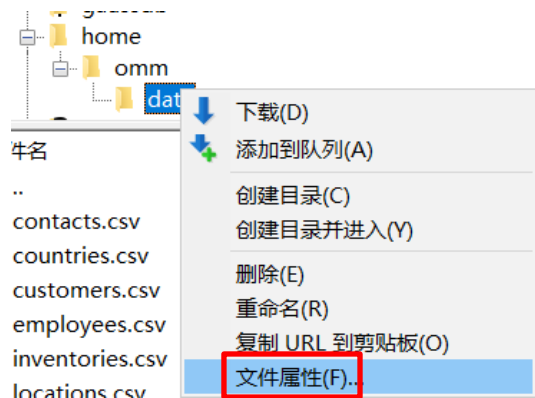 home
omm
dat
下载(D)
添加到队列(A)
创建目录(C)
创建目录并进入(Y)
删除(E)
重命名(R)
复制 URL 到剪贴板(O)
文件属性(F)...
件名
..
contacts.csv
countries.csv
customers.csv
employees.csv
inventories.csv
locations.csv